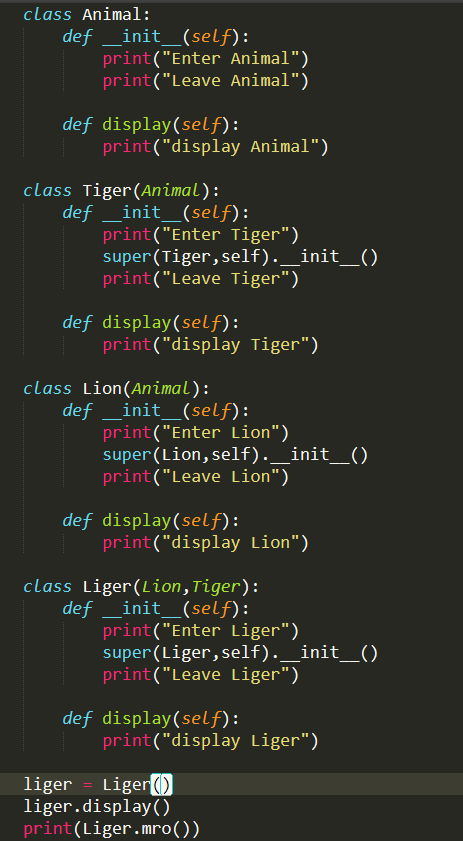 class Animal:
    def __init__(self):
        print("Enter Animal")
        print("Leave Animal")

    def display(self):
        print("display Animal")

class Tiger(Animal):
    def __init__(self):
        print("Enter Tiger")
        super(Tiger,self).__init__()
        print("Leave Tiger")

    def display(self):
        print("display Tiger")

class Lion(Animal):
    def __init__(self):
        print("Enter Lion")
        super(Lion,self).__init__()
        print("Leave Lion")

    def display(self):
        print("display Lion")

class Liger(Lion,Tiger):
    def __init__(self):
        print("Enter Liger")
        super(Liger,self).__init__()
        print("Leave Liger")

    def display(self):
        print("display Liger")

liger = Liger()
liger.display()
print(Liger.mro())